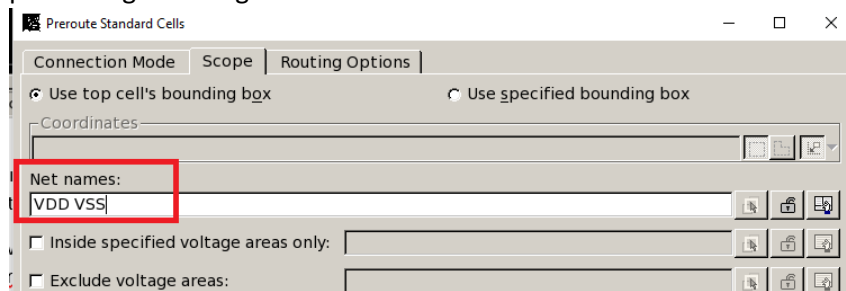 Preroute Standard Cells
Connection Mode Scope Routing Options
Use top cell's bounding box Use specified bounding box
Coordinates
Net names:
VDD VSS
Inside specified voltage areas only:
Exclude voltage areas: